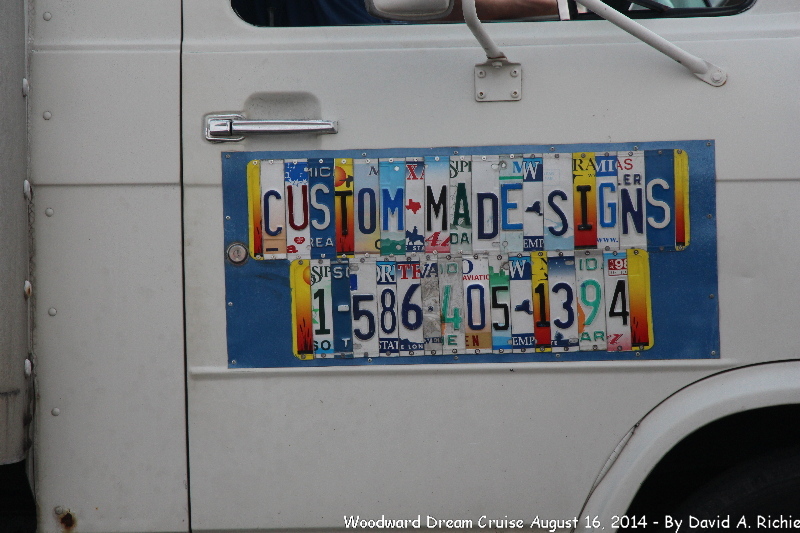 CUSTOM·MADE-SIGNS
1-586 405-1394
Woodward Dream Cruise August 16, 2014 - By David A. Richie